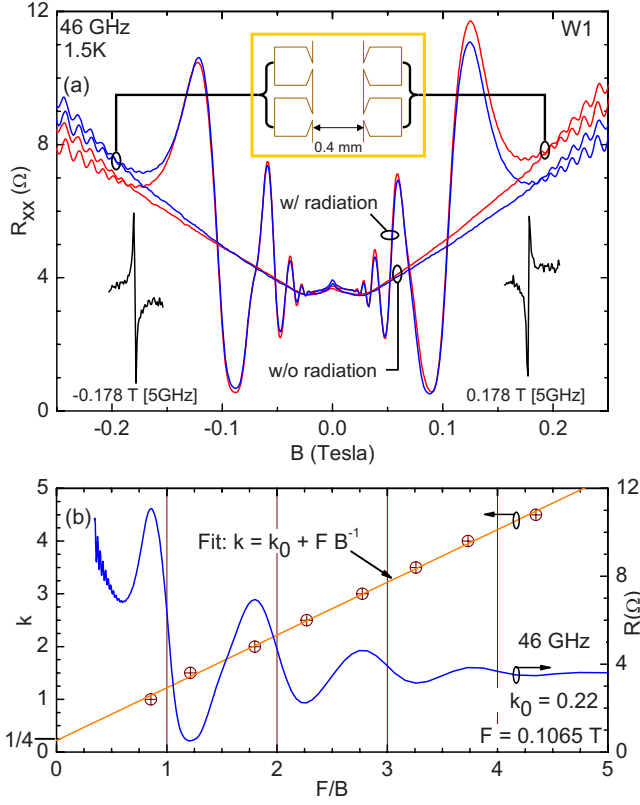 46 GHz
1.5K
W1
(a)
0.4 mm
w/ radiation
w/o radiation
-0.178 T [5GHz]
0.178 T [5GHz]
12
8
4
0
Rxx (Ω)
-0.2 -0.1 0.0 0.1 0.2
B (Tesla)
(b)
Fit: k = k0 + F B-1
46 GHz
k0 = 0.22
F = 0.1065 T
5
4
3
2
1
1/4
0
k
12
8
4
0
R(Ω)
0 1 2 3 4 5
F/B